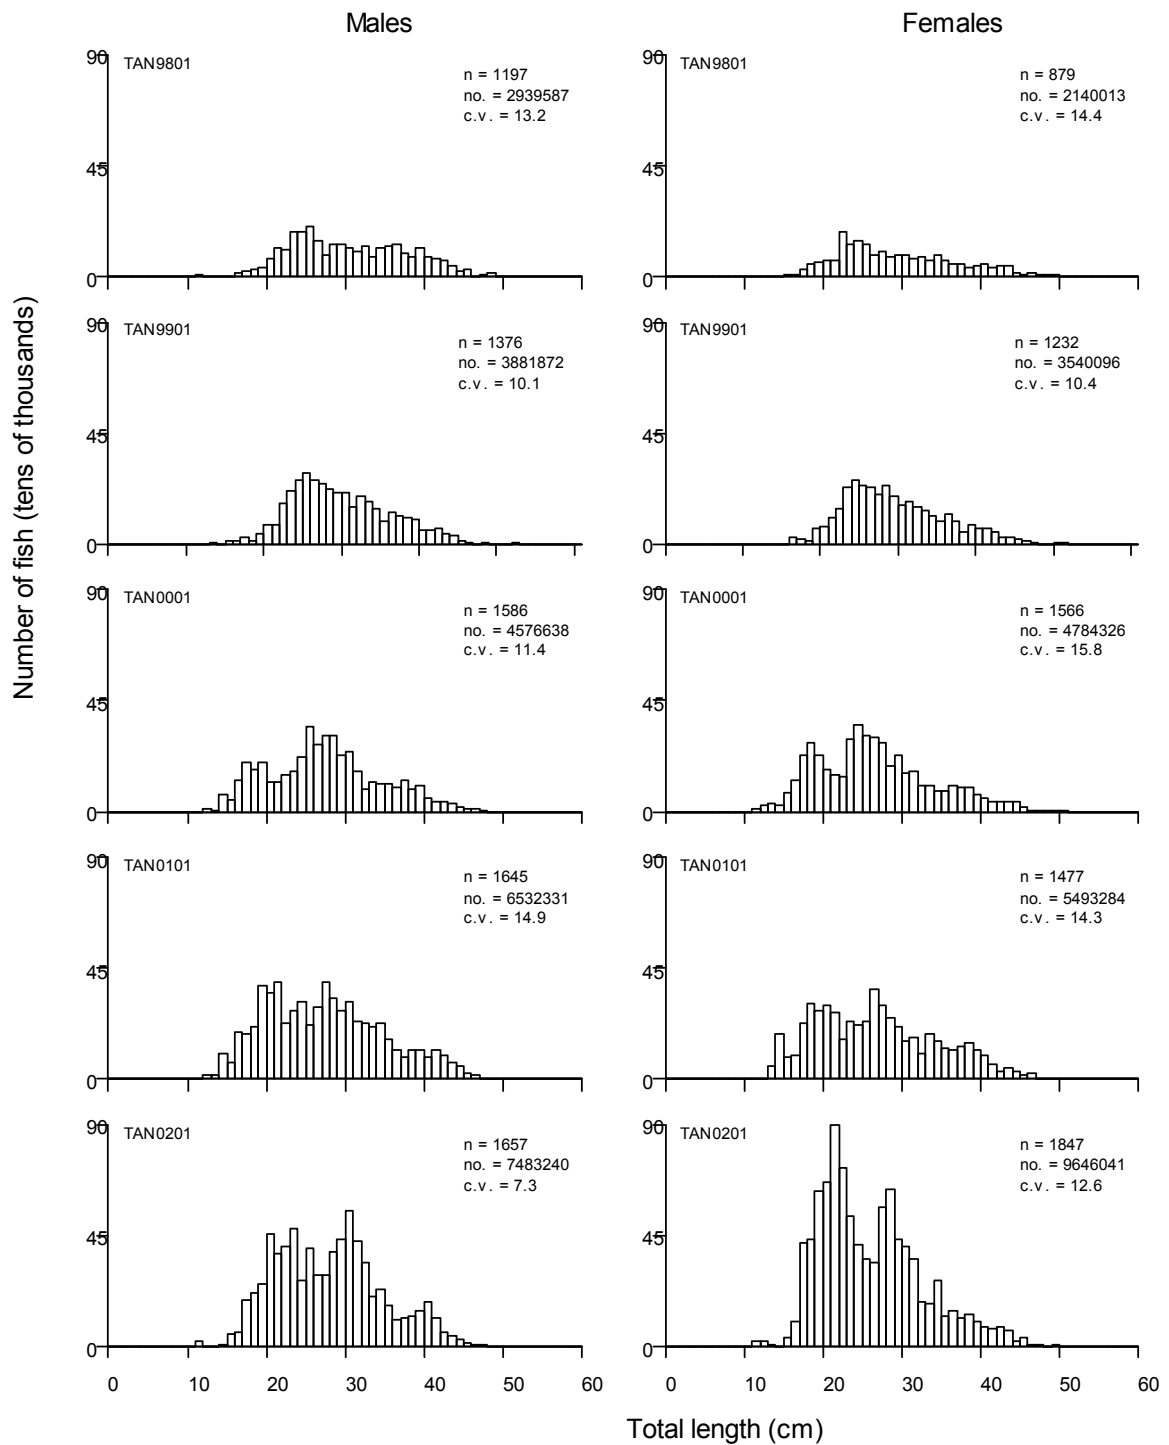 Males
Females
Number of fish (tens of thousands)
90
TAN9801
n = 1197
no. = 2939587
c.v. = 13.2
45
0
90
TAN9801
n = 879
no. = 2140013
c.v. = 14.4
45
0
90
TAN9901
n = 1376
no. = 3881872
c.v. = 10.1
45
0
90
TAN9901
n = 1232
no. = 3540096
c.v. = 10.4
45
0
90
TAN0001
n = 1586
no. = 4576638
c.v. = 11.4
45
0
90
TAN0001
n = 1566
no. = 4784326
c.v. = 15.8
45
0
90
TAN0101
n = 1645
no. = 6532331
c.v. = 14.9
45
0
90
TAN0101
n = 1477
no. = 5493284
c.v. = 14.3
45
0
90
TAN0201
n = 1657
no. = 7483240
c.v. = 7.3
45
0
90
TAN0201
n = 1847
no. = 9646041
c.v. = 12.6
45
0
0 10 20 30 40 50 60
0 10 20 30 40 50 60
Total length (cm)